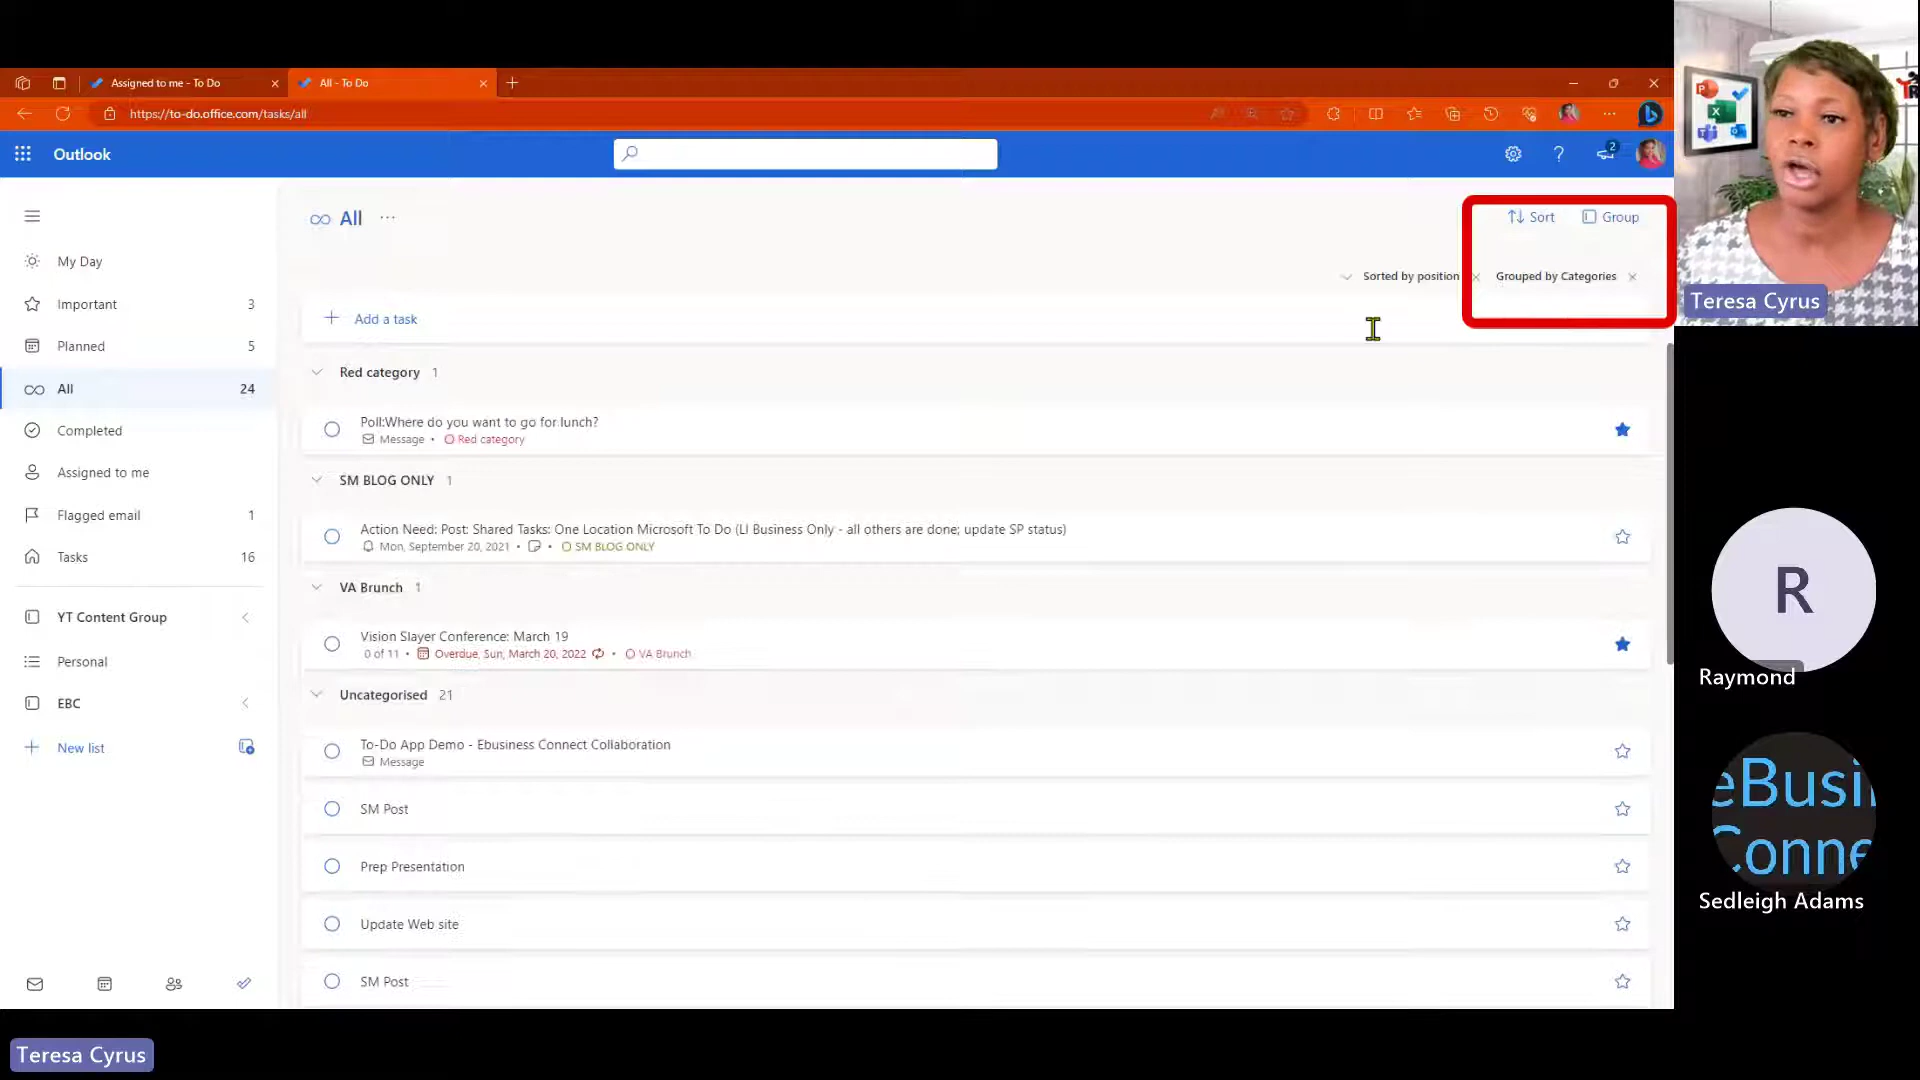 Assigned to me - To Do
All - To Do
https://to-do.office.com/tasks/all
Outlook
2
All
Sort
Group
Sorted by position
Grouped by Categories
My Day
Important 3
Planned 5
All 24
Completed
Assigned to me
Flagged email 1
Tasks 16
YT Content Group
Personal
EBC
New list
Add a task
Red category 1
Poll:Where do you want to go for lunch?
Message • Red category
SM BLOG ONLY 1
Action Need: Post: Shared Tasks: One Location Microsoft To Do (LI Business Only - all others are done; update SP status)
Mon, September 20, 2021 • • SM BLOG ONLY
VA Brunch 1
Vision Slayer Conference: March 19
0 of 11 • Overdue, Sun, March 20, 2022 • VA Brunch
Uncategorised 21
To-Do App Demo - Ebusiness Connect Collaboration
Message
SM Post
Prep Presentation
Update Web site
SM Post
Teresa Cyrus
R
Raymond
eBusi
Conne
Sedleigh Adams
Teresa Cyrus